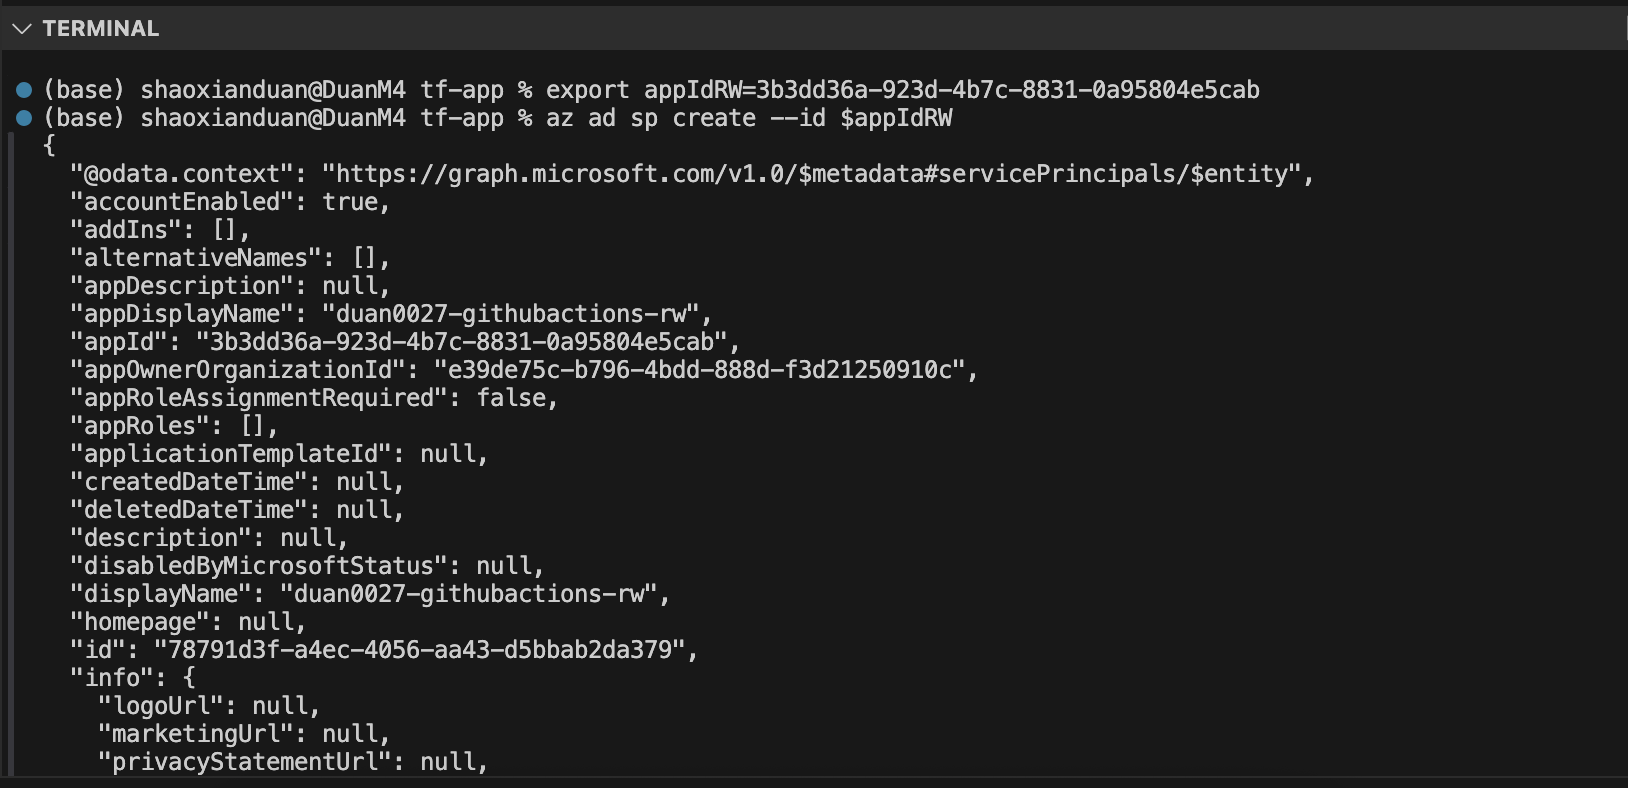 TERMINAL
(base) shaoxianduan@DuanM4 tf-app % export appIdRW=3b3dd36a-923d-4b7c-8831-0a95804e5cab
(base) shaoxianduan@DuanM4 tf-app % az ad sp create --id $appIdRW
{
  "@odata.context": "https://graph.microsoft.com/v1.0/$metadata#servicePrincipals/$entity",
  "accountEnabled": true,
  "addIns": [],
  "alternativeNames": [],
  "appDescription": null,
  "appDisplayName": "duan0027-githubactions-rw",
  "appId": "3b3dd36a-923d-4b7c-8831-0a95804e5cab",
  "appOwnerOrganizationId": "e39de75c-b796-4bdd-888d-f3d21250910c",
  "appRoleAssignmentRequired": false,
  "appRoles": [],
  "applicationTemplateId": null,
  "createdDateTime": null,
  "deletedDateTime": null,
  "description": null,
  "disabledByMicrosoftStatus": null,
  "displayName": "duan0027-githubactions-rw",
  "homepage": null,
  "id": "78791d3f-a4ec-4056-aa43-d5bbab2da379",
  "info": {
    "logoUrl": null,
    "marketingUrl": null,
    "privacyStatementUrl": null,